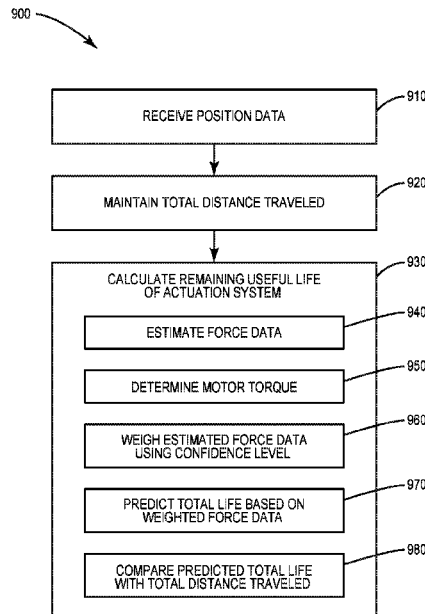 900
910
RECEIVE POSITION DATA
920
MAINTAIN TOTAL DISTANCE TRAVELED
930
CALCULATE REMAINING USEFUL LIFE
OF ACTUATION SYSTEM
940
ESTIMATE FORCE DATA
950
DETERMINE MOTOR TORQUE
960
WEIGH ESTIMATED FORCE DATA
USING CONFIDENCE LEVEL
970
PREDICT TOTAL LIFE BASED ON
WEIGHTED FORCE DATA
980
COMPARE PREDICTED TOTAL LIFE
WITH TOTAL DISTANCE TRAVELED